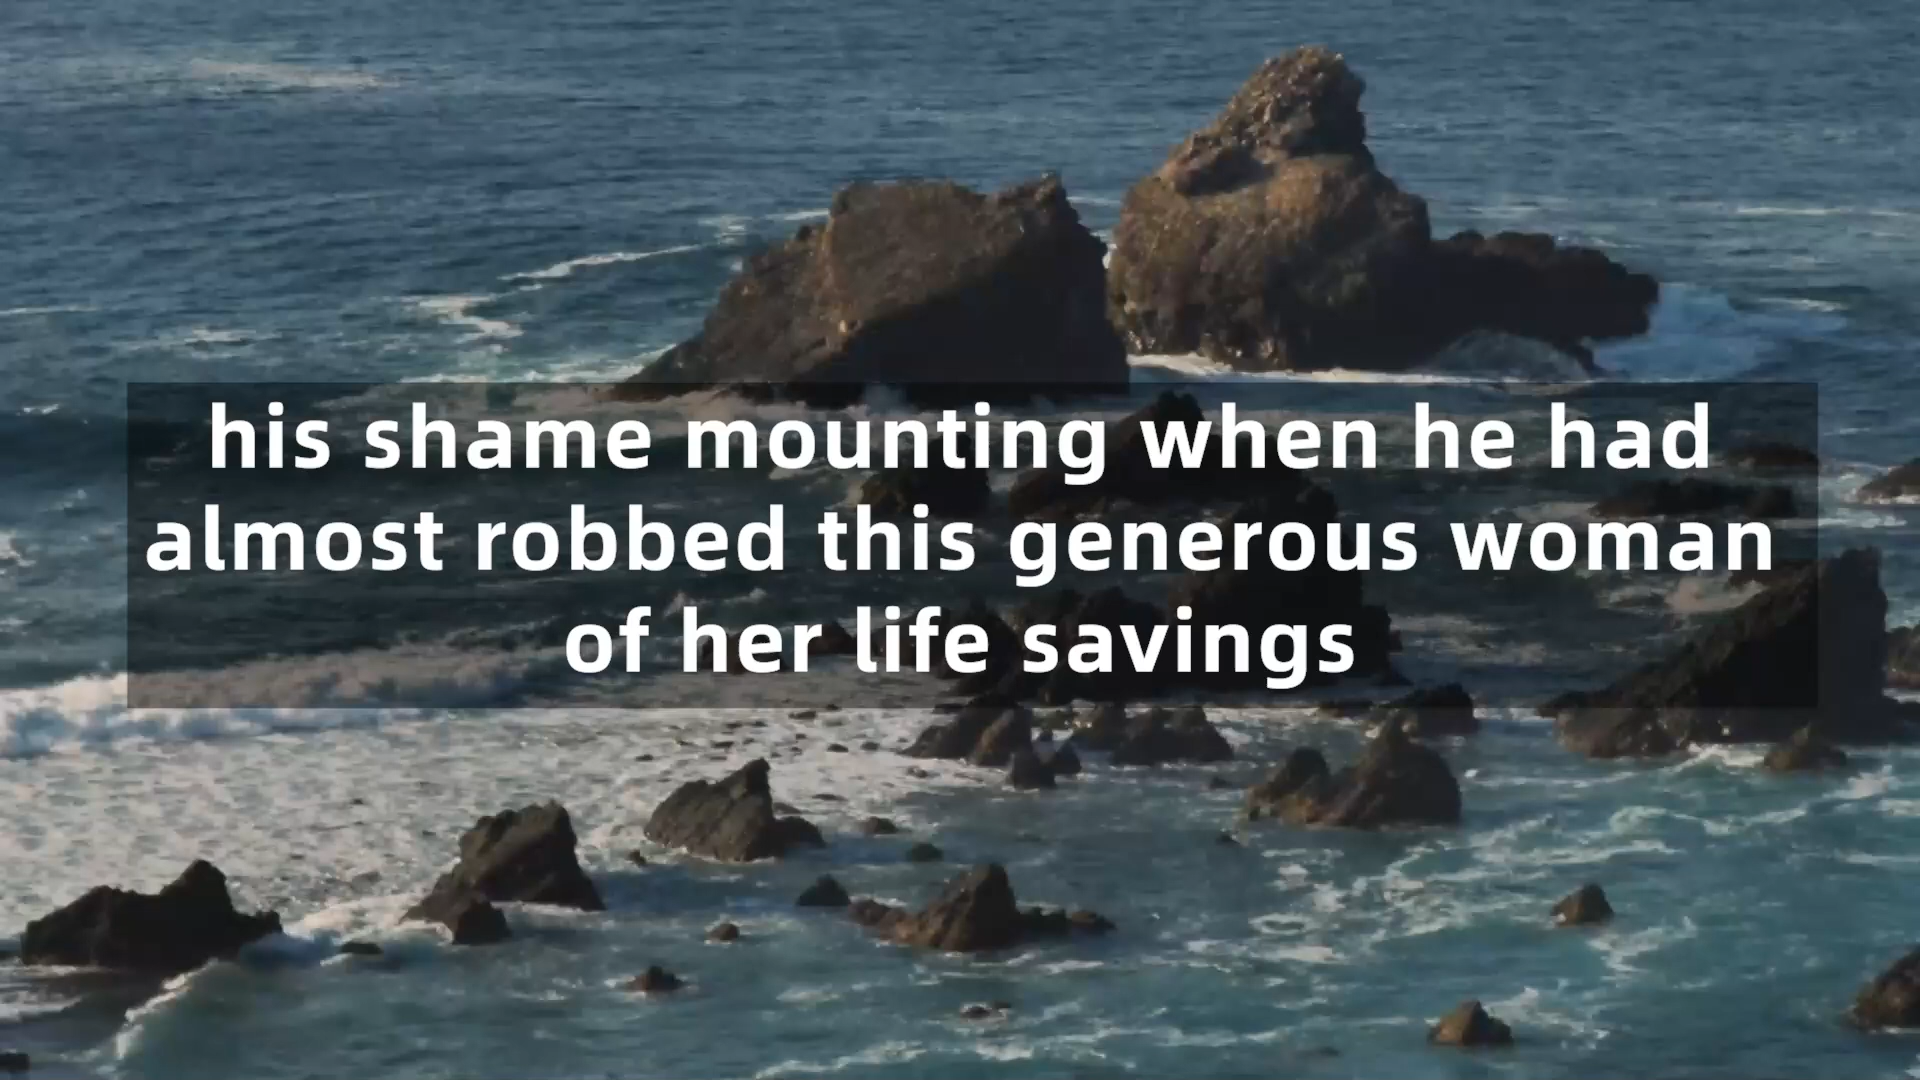 his shame mounting when he had
almost robbed this generous woman
of her life savings